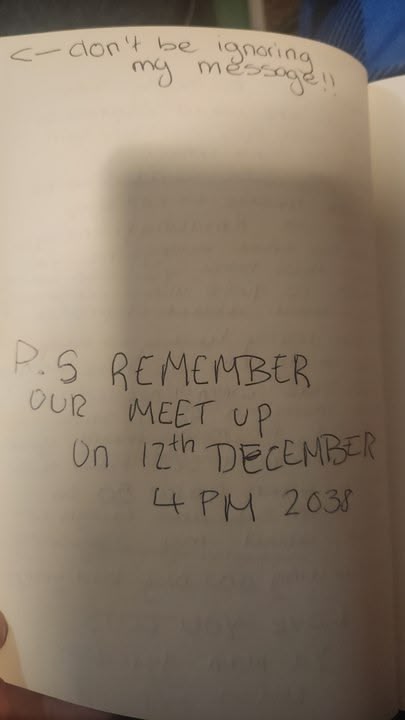 <— don't be ignoring
my message!!
P.S REMEMBER
OUR MEET UP
On 12th DECEMBER
4 PM 2038